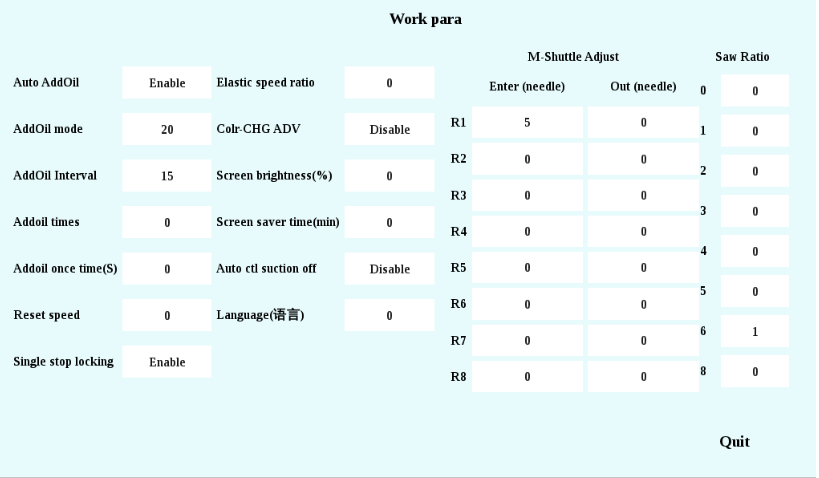 Work para
M-Shuttle Adjust Saw Ratio
Auto AddOil Enable Elastic speed ratio 0 Enter (needle) Out (needle) 0 0
AddOil mode 20 Colr-CHG ADV Disable R1 5 0 1 0
R2 0 0
AddOil Interval 15 Screen brightness(%) 0 2 0
R3 0 0
Addoil times 0 Screen saver time(min) 0 3 0
R4 0 0
Addoil once time(S) 0 Auto ctl suction off Disable R5 0 0 4 0
R6 0 0 5 0
Reset speed 0 Language(语言) 0
R7 0 0 6 1
Single stop locking Enable
R8 0 0 8 0
Quit